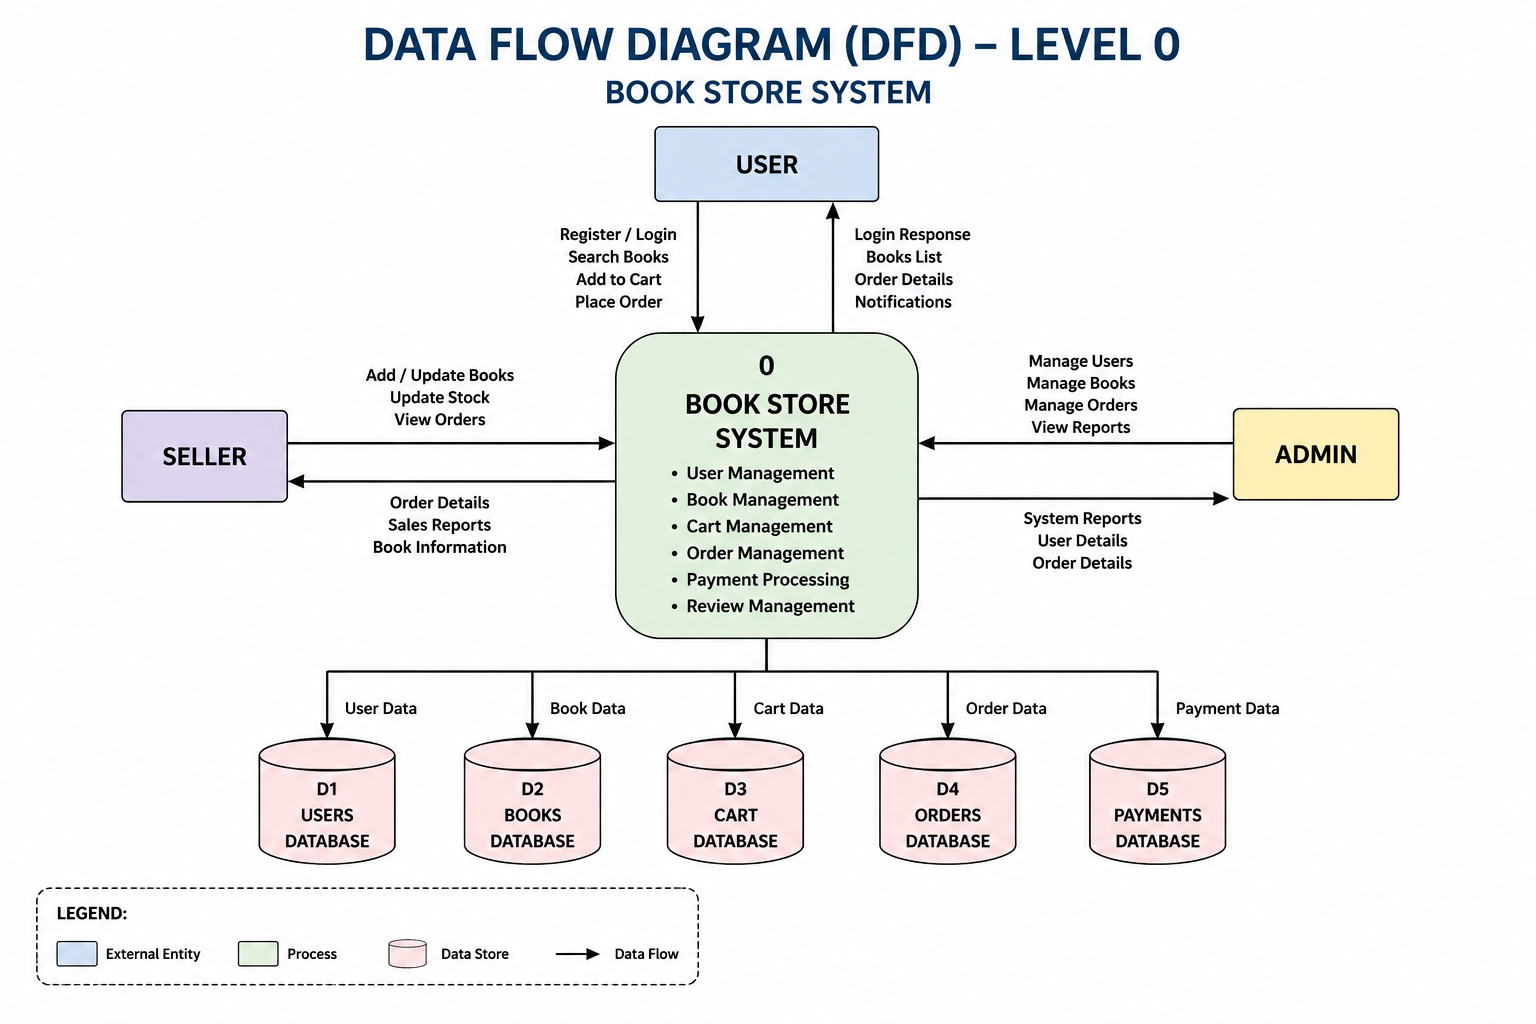 DATA FLOW DIAGRAM (DFD) – LEVEL 0
BOOK STORE SYSTEM
USER
Register / Login
Search Books
Add to Cart
Place Order
Login Response
Books List
Order Details
Notifications
Add / Update Books
Update Stock
View Orders
SELLER
Order Details
Sales Reports
Book Information
0
BOOK STORE
SYSTEM
• User Management
• Book Management
• Cart Management
• Order Management
• Payment Processing
• Review Management
Manage Users
Manage Books
Manage Orders
View Reports
ADMIN
System Reports
User Details
Order Details
User Data
Book Data
Cart Data
Order Data
Payment Data
D1
USERS
DATABASE
D2
BOOKS
DATABASE
D3
CART
DATABASE
D4
ORDERS
DATABASE
D5
PAYMENTS
DATABASE
LEGEND:
External Entity
Process
Data Store
Data Flow